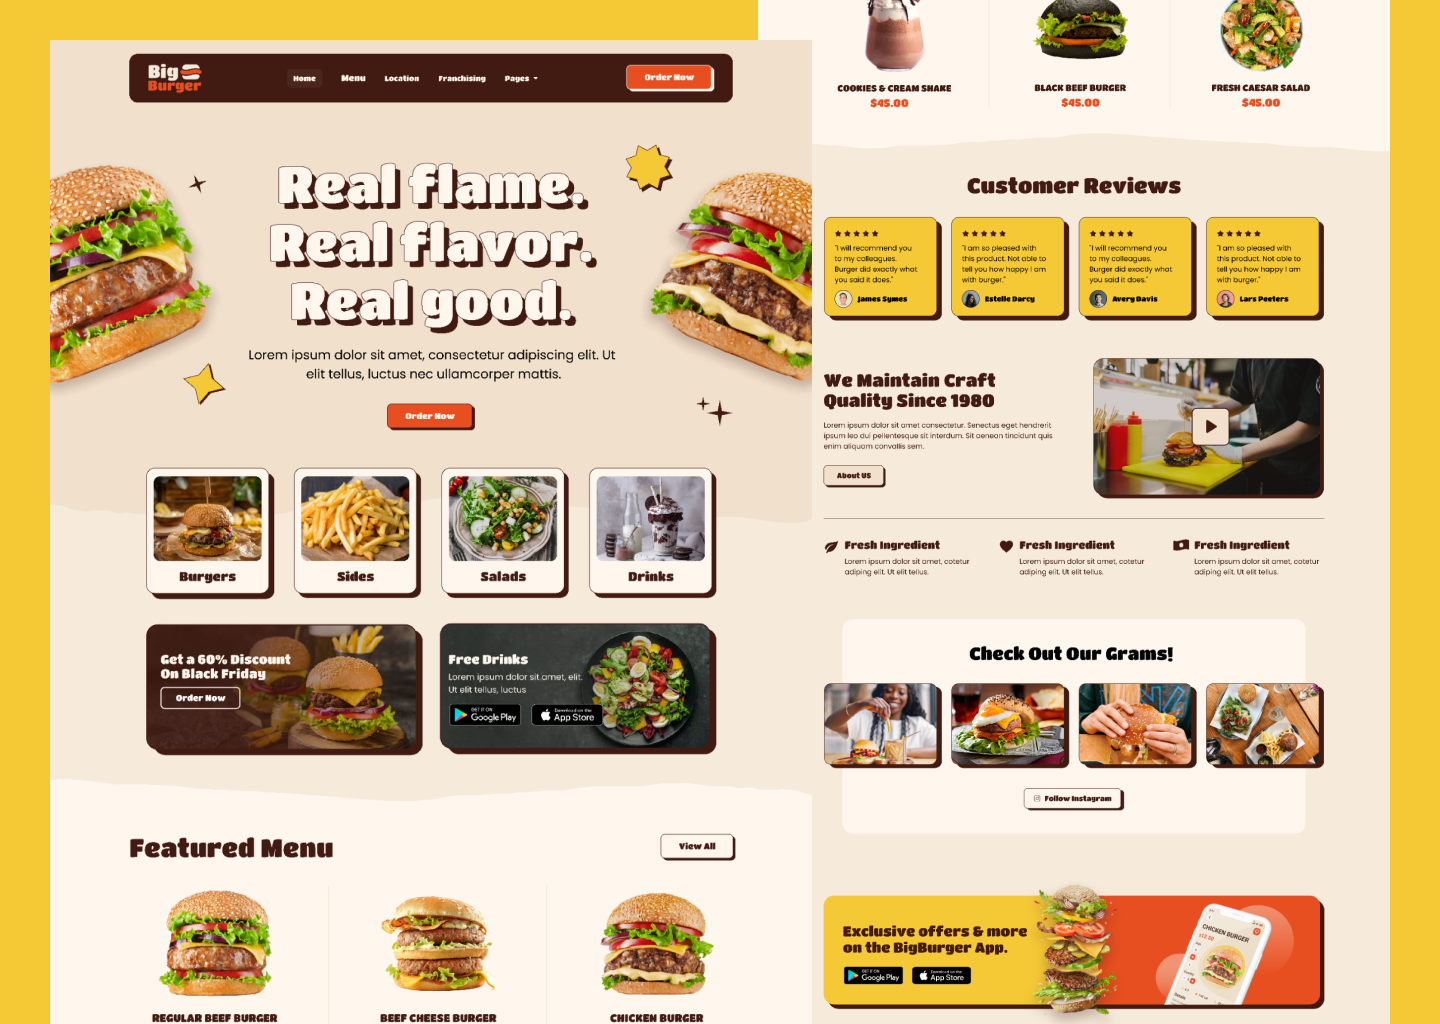 Big
Burger
Home
Menu
Location
Franchising
Pages
Order Now
Real flame.
Real flavor.
Real good.
Lorem ipsum dolor sit amet, consectetur adipiscing elit. Ut
elit tellus, luctus nec ullamcorper mattis.
Order Now
Burgers
Sides
Salads
Drinks
Get a 60% Discount
On Black Friday
Order Now
Free Drinks
Lorem ipsum dolor sit amet, elit.
Ut elit tellus, luctus
GET IT ON
Google Play
Download on the
App Store
Featured Menu
View All
REGULAR BEEF BURGER
BEEF CHEESE BURGER
CHICKEN BURGER
COOKIES & CREAM SHAKE
$45.00
BLACK BEEF BURGER
$45.00
FRESH CAESAR SALAD
$45.00
Customer Reviews
"I will recommend you
to my colleagues.
Burger did exactly what
you said it does."
James Symes
"I am so pleased with
this product. Not able to
tell you how happy I am
with burger."
Estelle Darcy
"I will recommend you
to my colleagues.
Burger did exactly what
you said it does."
Avery Davis
"I am so pleased with
this product. Not able to
tell you how happy I am
with burger."
Lars Peeters
We Maintain Craft
Quality Since 1980
Lorem ipsum dolor sit amet consectetur. Senectus eget hendrerit
ipsum leo dui pellentesque sit interdum. Sit aenean tincidunt quis
enim aliquam convallis sem.
About US
Fresh Ingredient
Lorem ipsum dolor sit amet, cotetur
adiping elit. Ut elit tellus.
Fresh Ingredient
Lorem ipsum dolor sit amet, cotetur
adiping elit. Ut elit tellus.
Fresh Ingredient
Lorem ipsum dolor sit amet, cotetur
adiping elit. Ut elit tellus.
Check Out Our Grams!
Follow Instagram
Exclusive offers & more
on the BigBurger App.
GET IT ON
Google Play
Download on the
App Store
CHICKEN BURGER